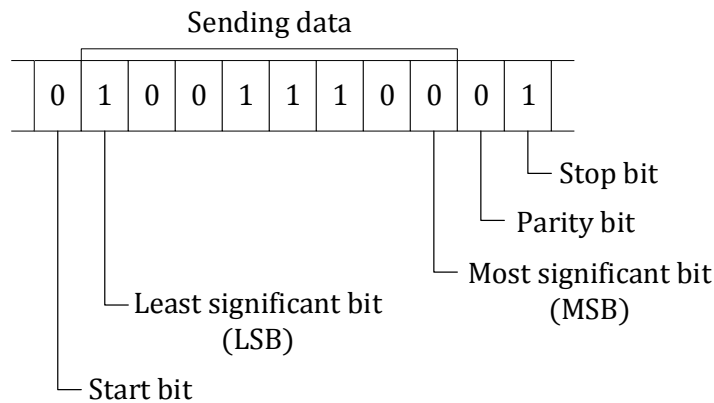 Sending data
0 1 0 0 1 1 1 0 0 0 1
Stop bit
Parity bit
Most significant bit
(MSB)
Least significant bit
(LSB)
Start bit